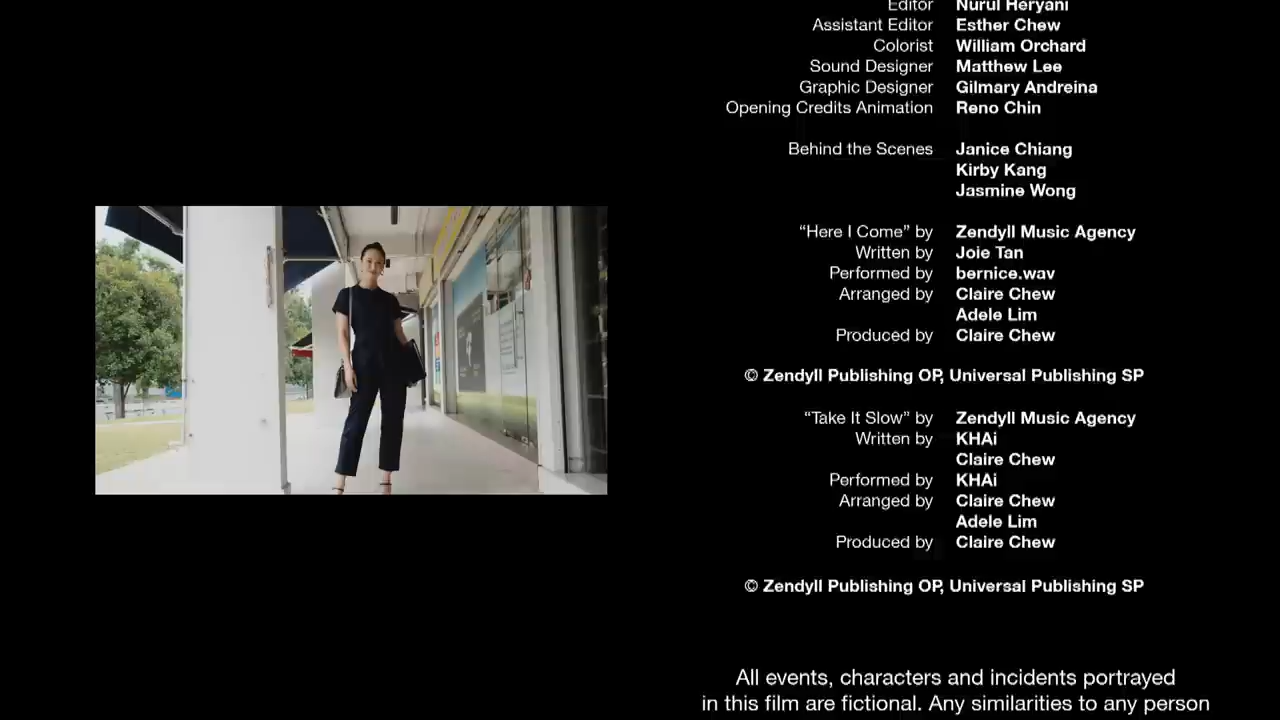 Editor Nurul Heryani
Assistant Editor Esther Chew
Colorist William Orchard
Sound Designer Matthew Lee
Graphic Designer Gilmary Andreina
Opening Credits Animation Reno Chin
Behind the Scenes Janice Chiang
Kirby Kang
Jasmine Wong
“Here I Come” by Zendyll Music Agency
Written by Joie Tan
Performed by bernice.wav
Arranged by Claire Chew
Adele Lim
Produced by Claire Chew
© Zendyll Publishing OP, Universal Publishing SP
“Take It Slow” by Zendyll Music Agency
Written by KHAi
Claire Chew
Performed by KHAi
Arranged by Claire Chew
Adele Lim
Produced by Claire Chew
© Zendyll Publishing OP, Universal Publishing SP
All events, characters and incidents portrayed
in this film are fictional. Any similarities to any person